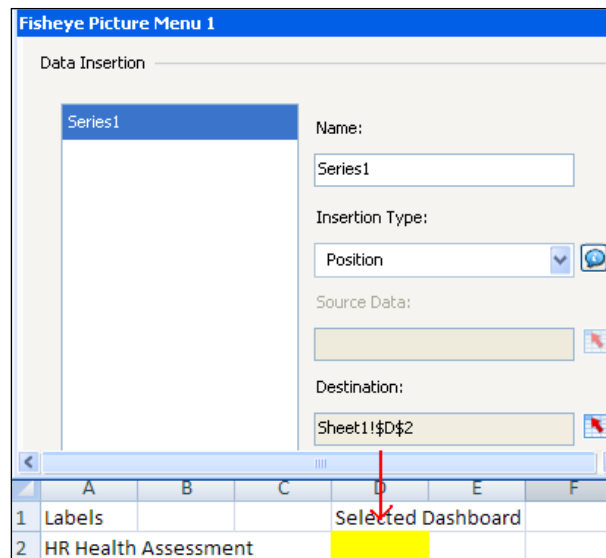 Fisheye Picture Menu 1
Data Insertion
Series1
Name:
Series1
Insertion Type:
Position
Source Data:
Destination:
Sheet1!$D$2
A B C D E F
1 Labels Selected Dashboard
2 HR Health Assessment